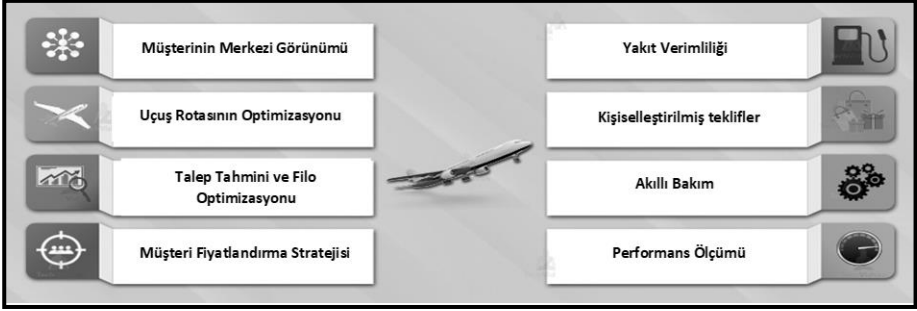 Müşterinin Merkezi Görünümü
Uçuş Rotasının Optimizasyonu
Talep Tahmini ve Filo
Optimizasyonu
Müşteri Fiyatlandırma Stratejisi
Yakıt Verimliliği
Kişiselleştirilmiş teklifler
Akıllı Bakım
Performans Ölçümü